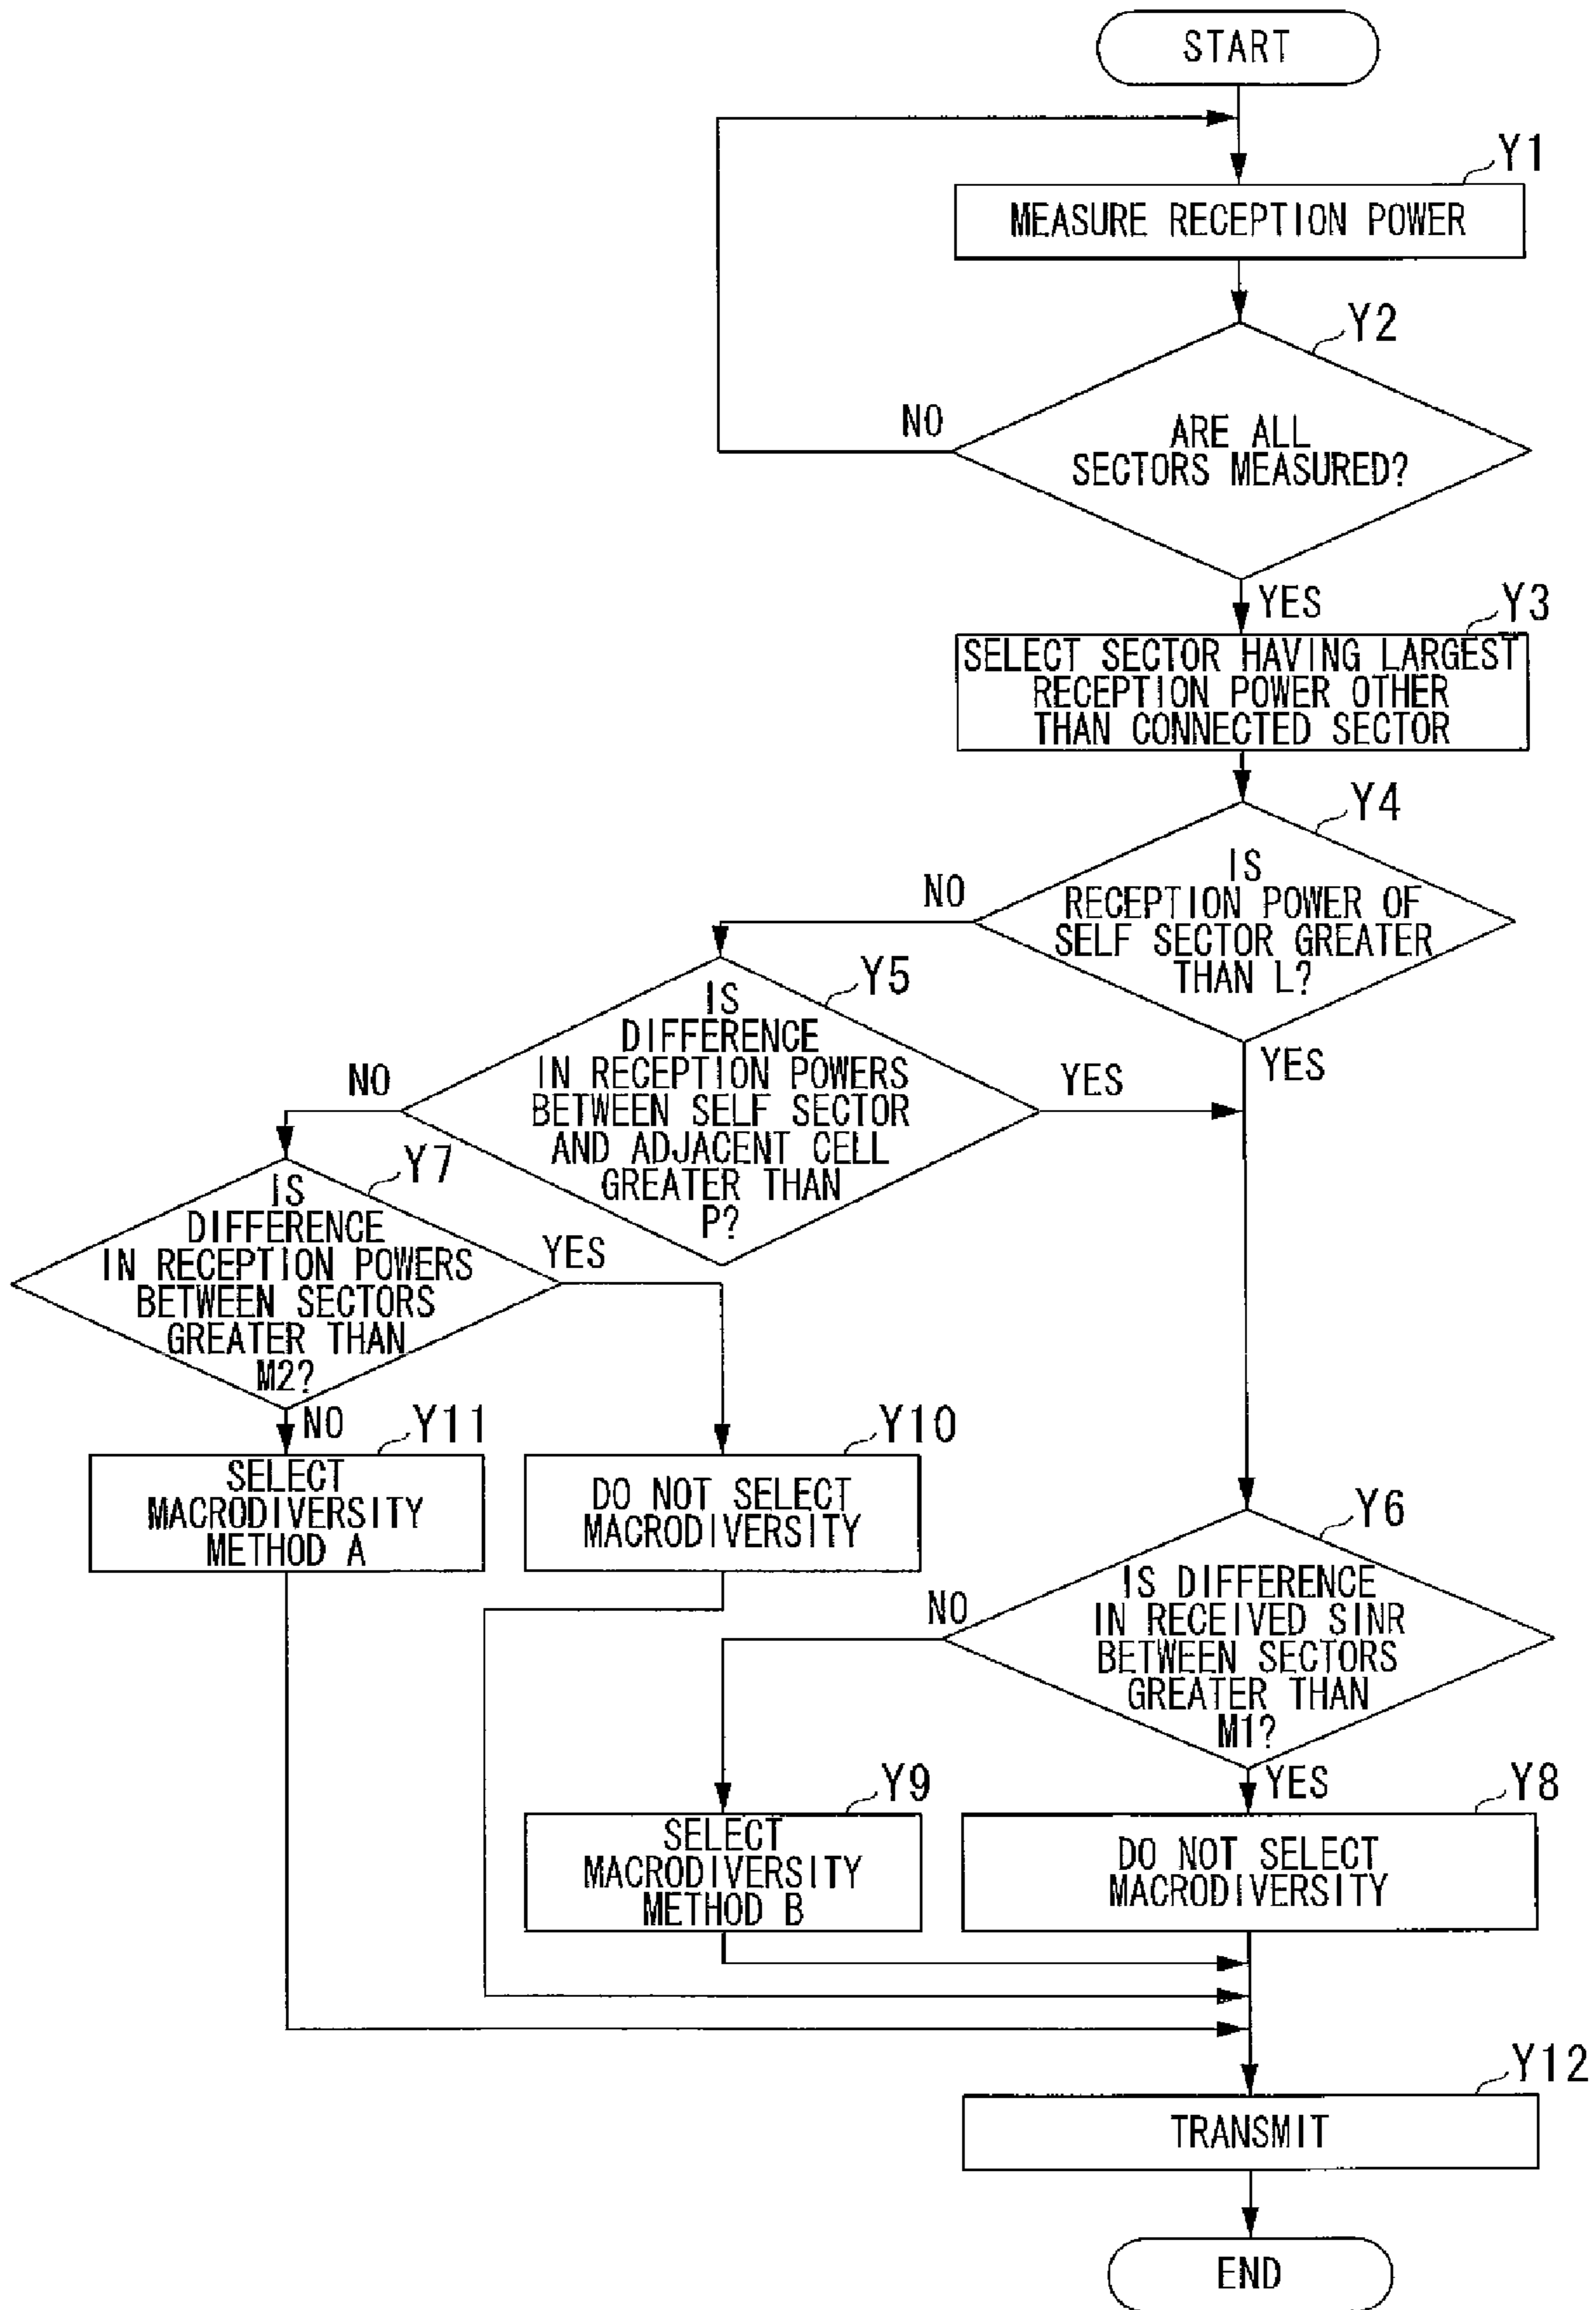 START
Y1
MEASURE RECEPTION POWER
Y2
NO
ARE ALL
SECTORS MEASURED?
YES
Y3
SELECT SECTOR HAVING LARGEST
RECEPTION POWER OTHER
THAN CONNECTED SECTOR
Y4
NO
IS
RECEPTION POWER OF
SELF SECTOR GREATER
THAN L?
YES
Y5
IS
DIFFERENCE
IN RECEPTION POWERS
BETWEEN SELF SECTOR
AND ADJACENT CELL
GREATER THAN
P?
NO
YES
Y7
IS
DIFFERENCE
IN RECEPTION POWERS
BETWEEN SECTORS
GREATER THAN
M2?
YES
NO
Y11
SELECT
MACRODIVERSITY
METHOD A
Y10
DO NOT SELECT
MACRODIVERSITY
Y6
NO
IS DIFFERENCE
IN RECEIVED SINR
BETWEEN SECTORS
GREATER THAN
M1?
YES
Y9
SELECT
MACRODIVERSITY
METHOD B
Y8
DO NOT SELECT
MACRODIVERSITY
Y12
TRANSMIT
END